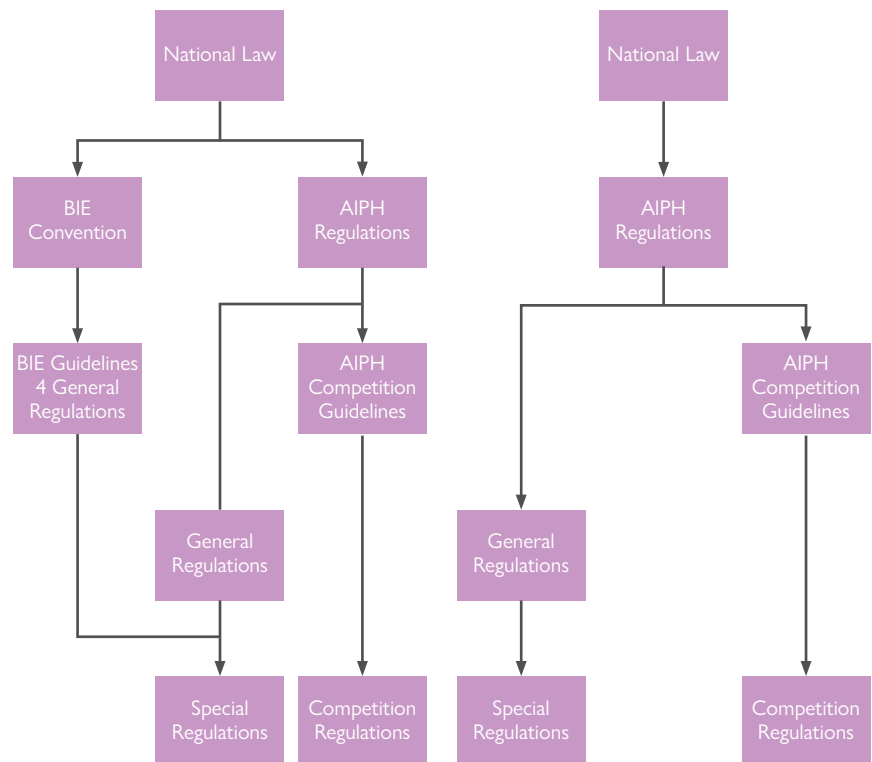 National Law
National Law
BIE
Convention
AIPH
Regulations
AIPH
Regulations
BIE Guidelines
4 General
Regulations
AIPH
Competition
Guidelines
AIPH
Competition
Guidelines
General
Regulations
General
Regulations
Special
Regulations
Competition
Regulations
Special
Regulations
Competition
Regulations